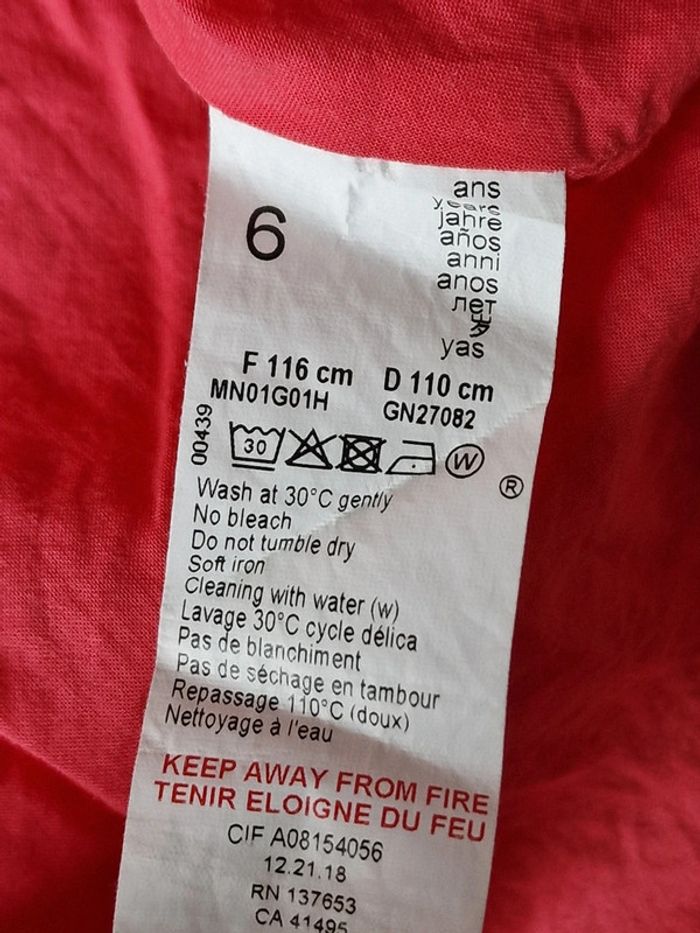 6
ans
years
jahre
años
anni
anos
лет
岁
yas
F 116 cm D 110 cm
MN01G01H GN27082
00439
30 W ®
Wash at 30°C gently
No bleach
Do not tumble dry
Soft iron
Cleaning with water (w)
Lavage 30°C cycle délica
Pas de blanchiment
Pas de séchage en tambour
Repassage 110°C (doux)
Nettoyage à l'eau
KEEP AWAY FROM FIRE
TENIR ELOIGNE DU FEU
CIF A08154056
12.21.18
RN 137653
CA 41495